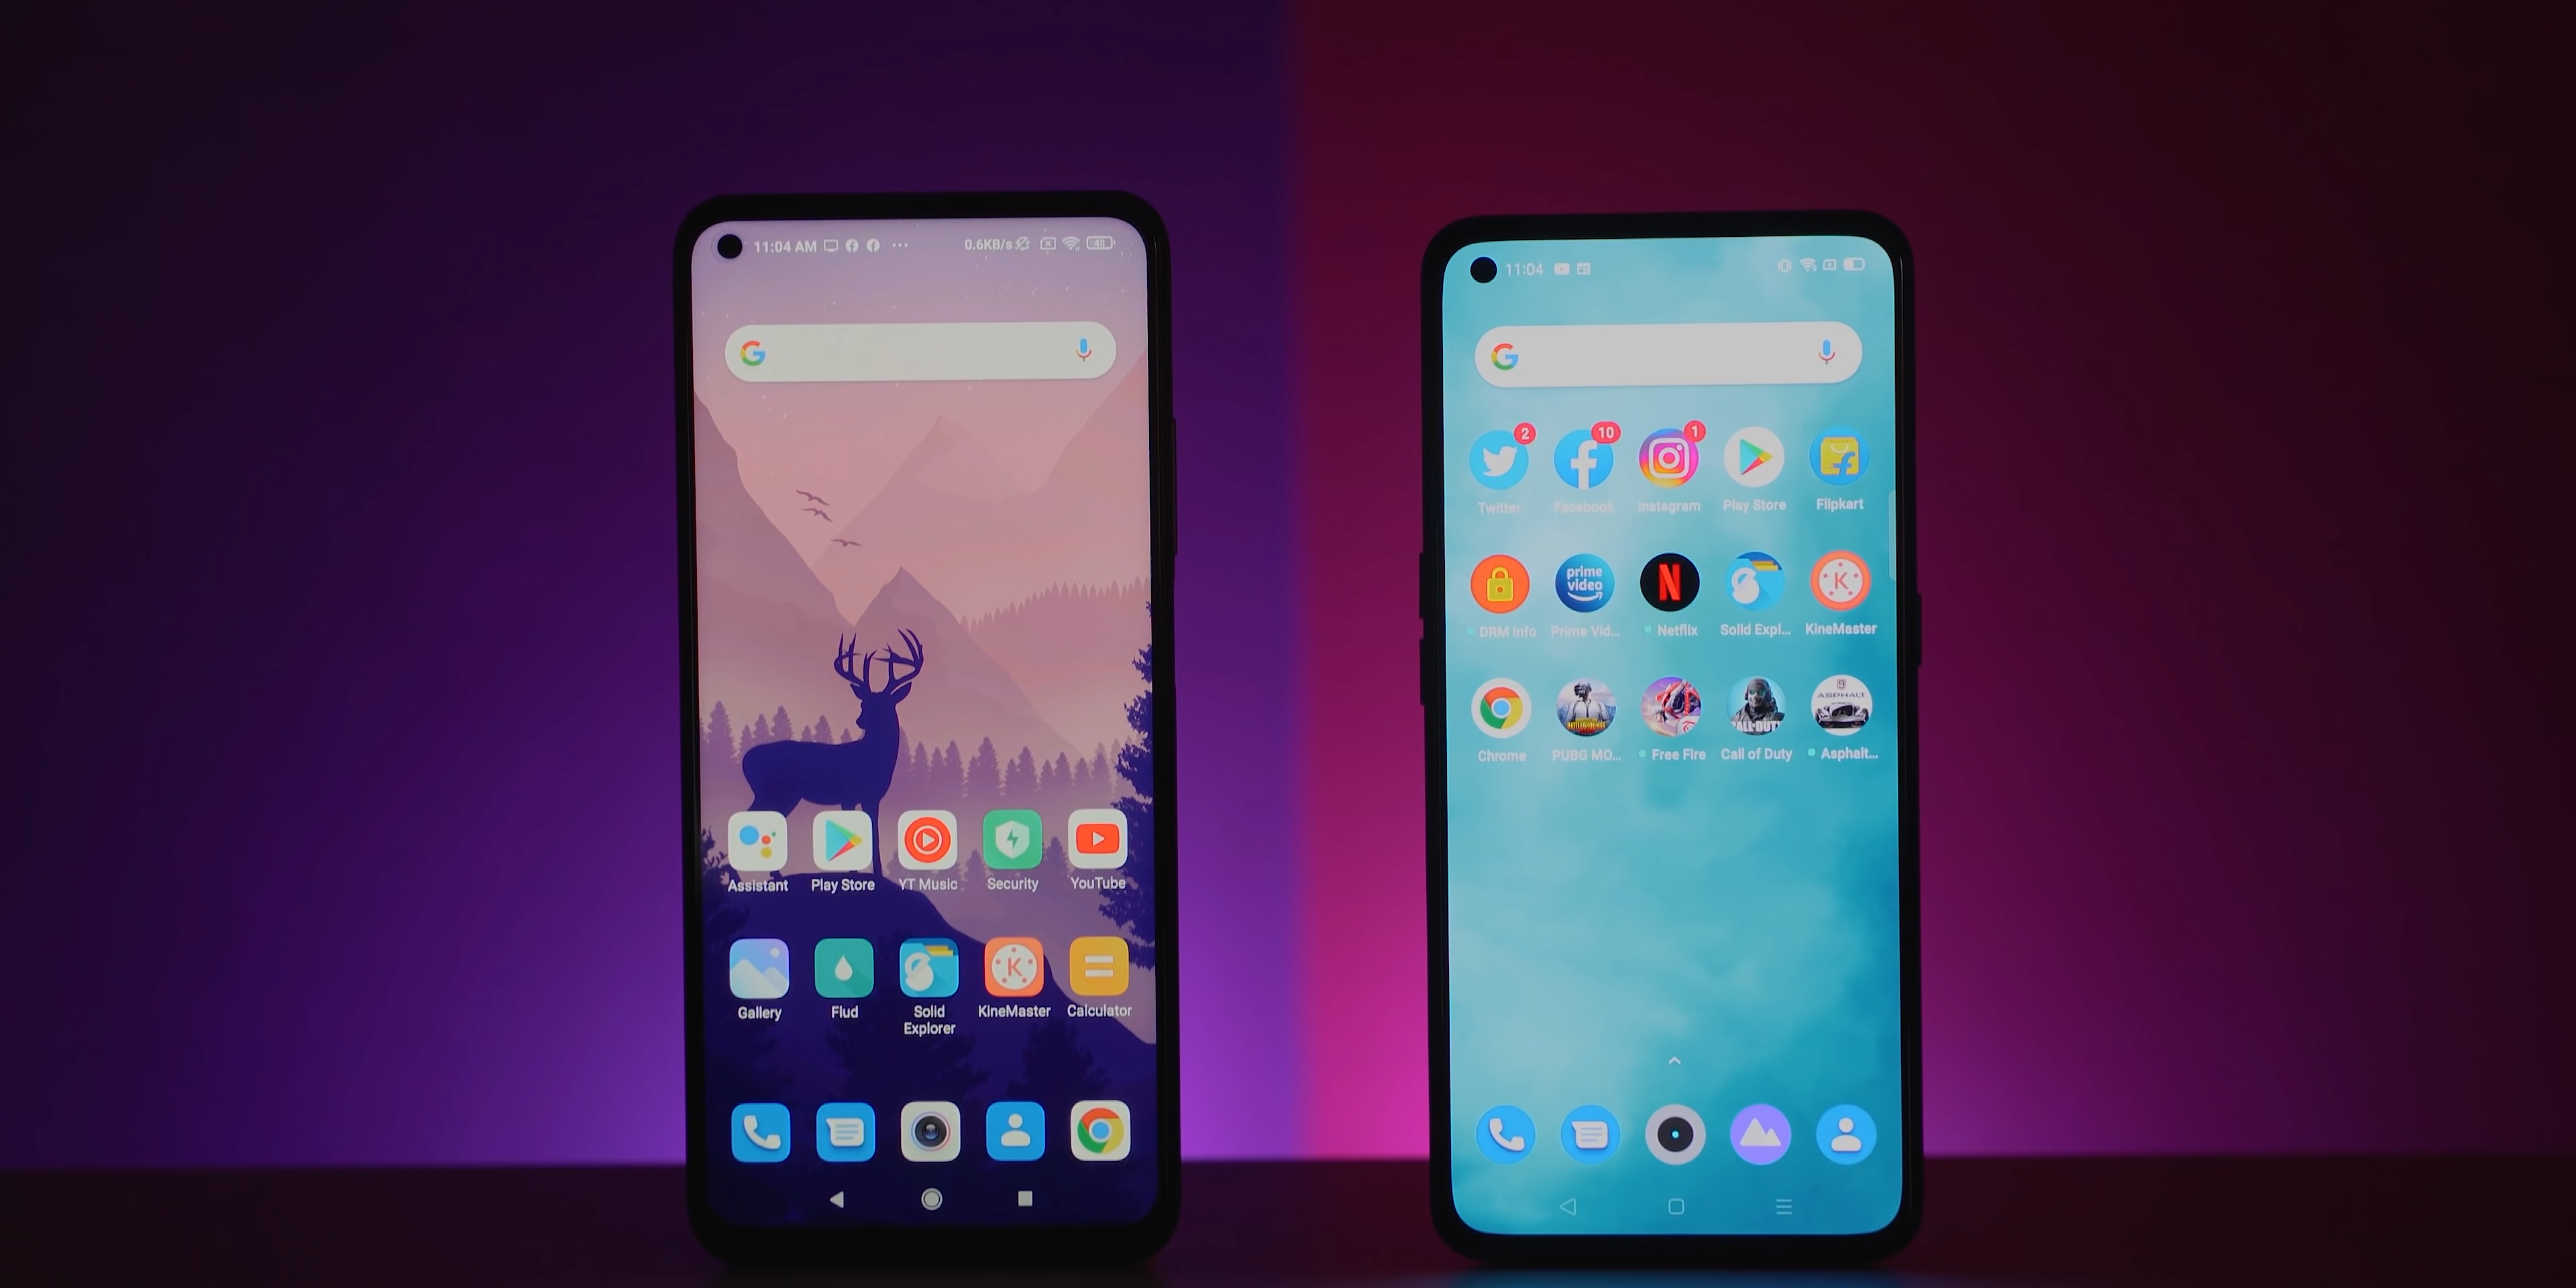 11:04 AM
0.6KB/s
48
Assistant
Play Store
YT Music
Security
YouTube
Gallery
Flud
Solid
Explorer
KineMaster
Calculator
11:04
2
10
1
Twitter
Facebook
Instagram
Play Store
Flipkart
prime
video
DRM Info
Prime Vid...
Netflix
Solid Expl...
KineMaster
ASPHALT
Chrome
PUBG MO...
Free Fire
Call of Duty
Asphalt...